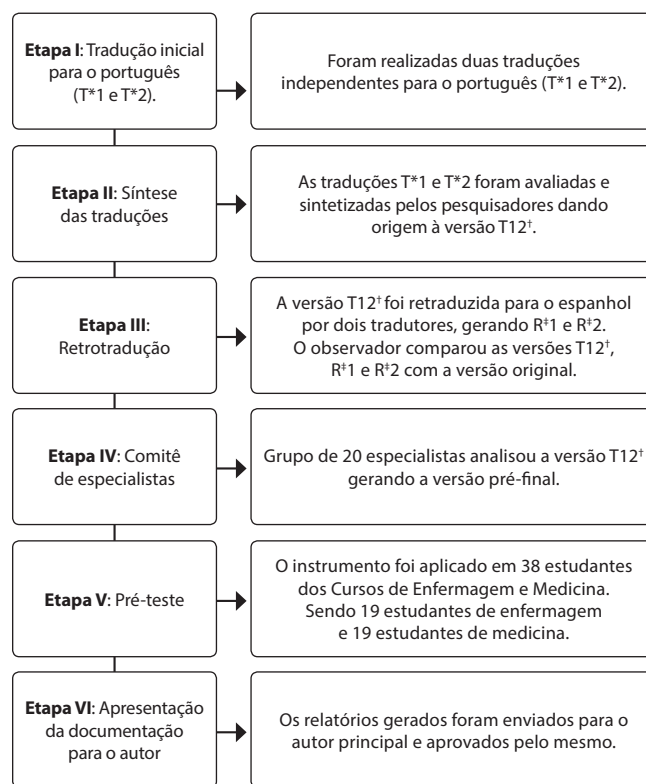 Etapa I: Tradução inicial
para o português
(T*1 e T*2).
Foram realizadas duas traduções
independentes para o português (T*1 e T*2).
Etapa II: Síntese
das traduções
As traduções T*1 e T*2 foram avaliadas e
sintetizadas pelos pesquisadores dando
origem à versão T12†.
Etapa III:
Retrotradução
A versão T12† foi retraduzida para o espanhol
por dois tradutores, gerando R‡1 e R‡2.
O observador comparou as versões T12†,
R‡1 e R‡2 com a versão original.
Etapa IV: Comitê
de especialistas
Grupo de 20 especialistas analisou a versão T12†
gerando a versão pré-final.
Etapa V: Pré-teste
O instrumento foi aplicado em 38 estudantes
dos Cursos de Enfermagem e Medicina.
Sendo 19 estudantes de enfermagem
e 19 estudantes de medicina.
Etapa VI: Apresentação
da documentação
para o autor
Os relatórios gerados foram enviados para o
autor principal e aprovados pelo mesmo.